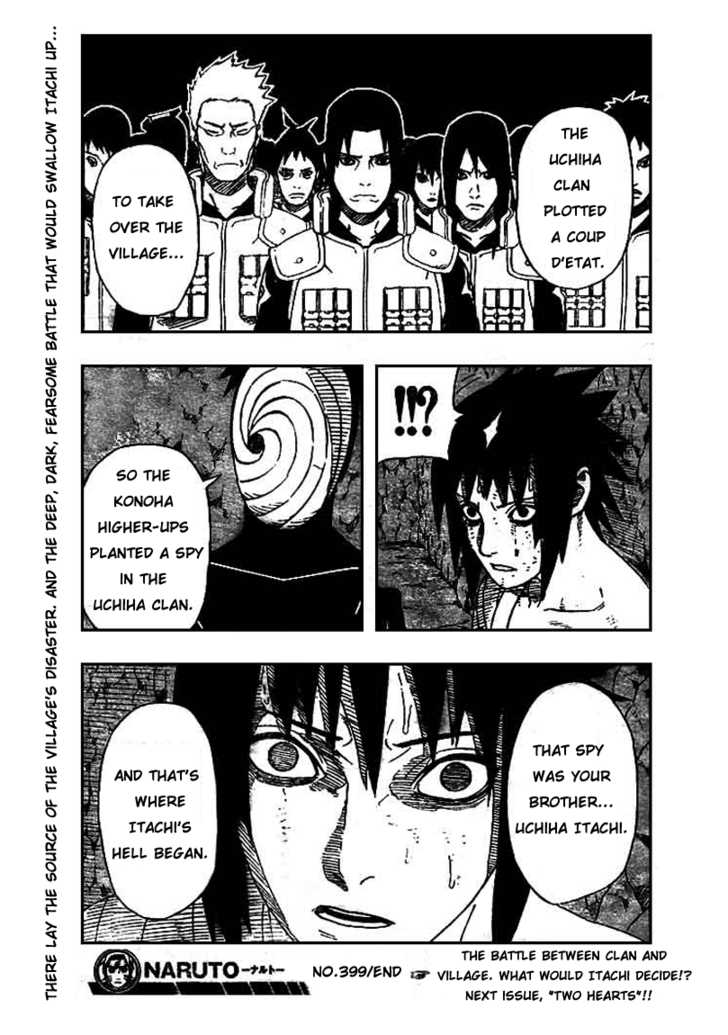 THERE LAY THE SOURCE OF THE VILLAGE'S DISASTER. AND THE DEEP, DARK, FEARSOME BATTLE THAT WOULD SWALLOW ITACHI UP...
THE
UCHIHA
CLAN
PLOTTED
A COUP
D'ETAT.
TO TAKE
OVER THE
VILLAGE...
!!?
SO THE
KONOHA
HIGHER-UPS
PLANTED A SPY
IN THE
UCHIHA CLAN.
THAT SPY
WAS YOUR
BROTHER...
UCHIHA ITACHI.
AND THAT'S
WHERE
ITACHI'S
HELL BEGAN.
NARUTO —ナルト— NO.399/END ☞
THE BATTLE BETWEEN CLAN AND
VILLAGE. WHAT WOULD ITACHI DECIDE!?
NEXT ISSUE, "TWO HEARTS"!!